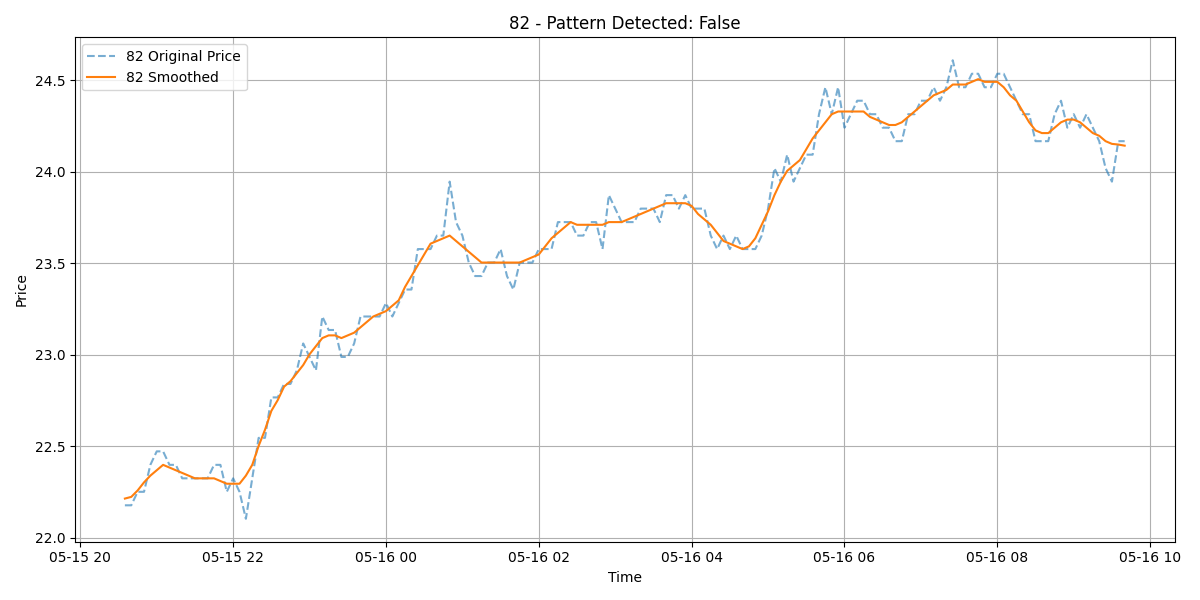 82 - Pattern Detected: False
82 Original Price
82 Smoothed
Price
24.5
24.0
23.5
23.0
22.5
22.0
05-15 20 05-15 22 05-16 00 05-16 02 05-16 04 05-16 06 05-16 08 05-16 10
Time